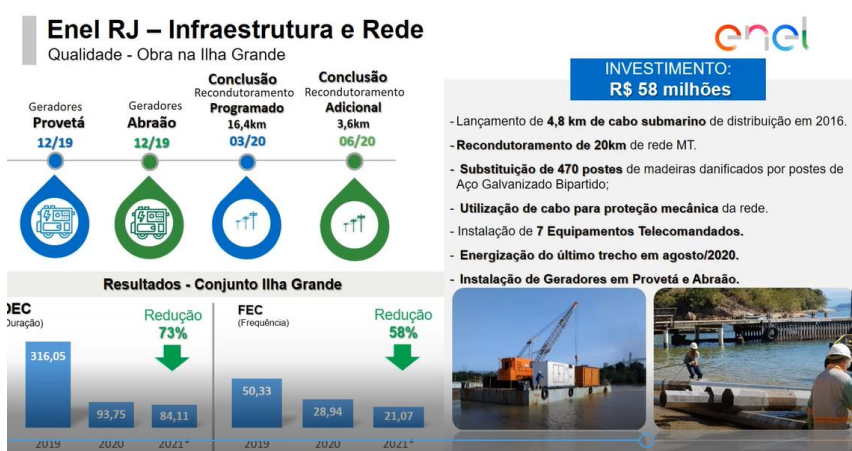 Enel RJ – Infraestrutura e Rede
Qualidade - Obra na Ilha Grande
enel
Geradores
Provetá
12/19
Geradores
Abraão
12/19
Conclusão
Recondutoramento
Programado
16,4km
03/20
Conclusão
Recondutoramento
Adicional
3,6km
06/20
INVESTIMENTO:
R$ 58 milhões
- Lançamento de 4,8 km de cabo submarino de distribuição em 2016.
- Recondutoramento de 20km de rede MT.
- Substituição de 470 postes de madeiras danificados por postes de
Aço Galvanizado Bipartido;
- Utilização de cabo para proteção mecânica da rede.
- Instalação de 7 Equipamentos Telecomandados.
- Energização do último trecho em agosto/2020.
- Instalação de Geradores em Provetá e Abraão.
Resultados - Conjunto Ilha Grande
DEC
(Duração)
Redução
73%
316,05
93,75
84,11
2019
2020
2021
FEC
(Frequência)
Redução
58%
50,33
28,94
21,07
2019
2020
2021